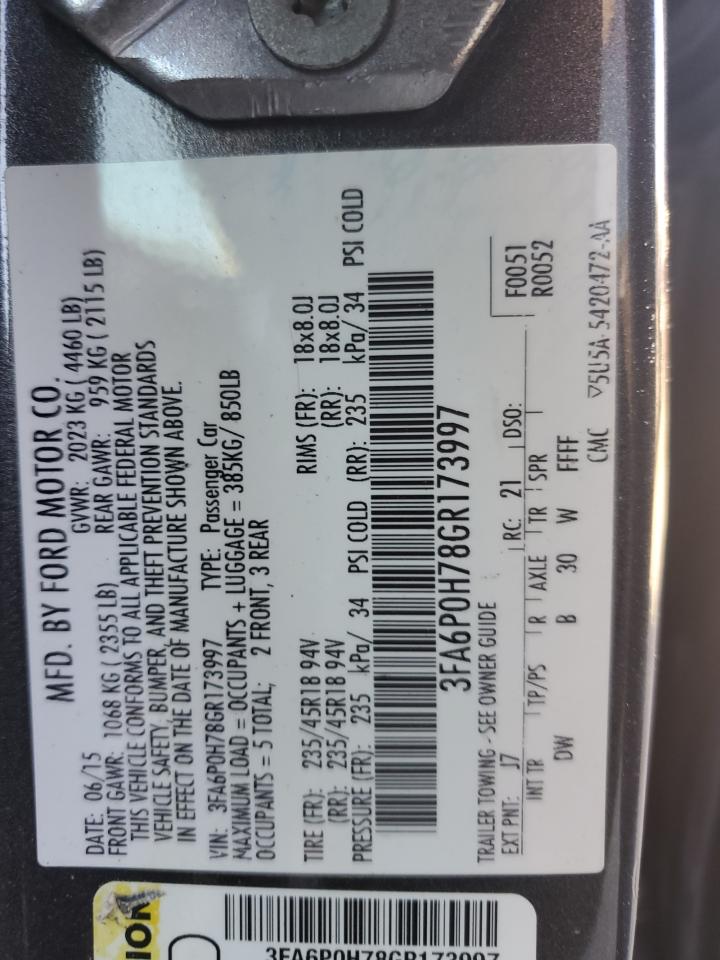 MFD. BY FORD MOTOR CO.
DATE: 06/15 GVWR: 2023 KG ( 4460 LB)
FRONT GAWR: 1068 KG ( 2355 LB) REAR GAWR: 959 KG ( 2115 LB)
THIS VEHICLE CONFORMS TO ALL APPLICABLE FEDERAL MOTOR
VEHICLE SAFETY, BUMPER, AND THEFT PREVENTION STANDARDS
IN EFFECT ON THE DATE OF MANUFACTURE SHOWN ABOVE.
VIN: 3FA6P0H78GR173997 TYPE: Passenger Car
MAXIMUM LOAD = OCCUPANTS + LUGGAGE = 385KG/ 850LB
OCCUPANTS = 5 TOTAL; 2 FRONT, 3 REAR
TIRE (FR): 235/45R18 94V RIMS (FR): 18x8.0J
(RR): 235/45R18 94V (RR): 18x8.0J
PRESSURE (FR): 235 kPa/ 34 PSI COLD (RR): 235 kPa/ 34 PSI COLD
3FA6P0H78GR173997
TRAILER TOWING - SEE OWNER GUIDE
EXT PNT: J7 RC: 21 DSO: F0051
R0052
INT TR TP/PS R AXLE TR SPR
DW B 30 W FFFF
CMC ▽5U5A-5420472-AA
ION
3FA6P0H78GR173997